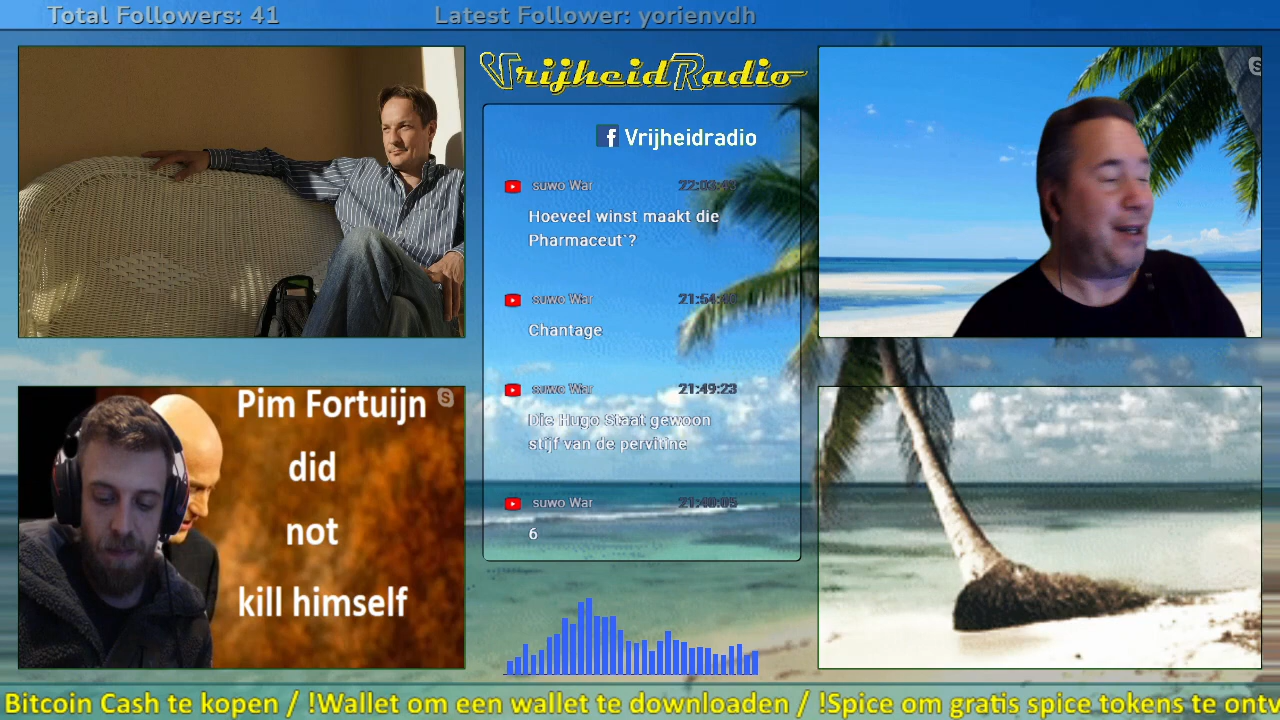 Total Followers: 41
Latest Follower: yorienvdh
VrijheidRadio
Vrijheidradio
suwo War
Hoeveel winst maakt die
Pharmaceut`?
suwo War
Chantage
suwo War 21:49:23
Die Hugo Staat gewoon
stijf van de pervitine
suwo War 21:40:05
6
Pim Fortuijn
did
not
kill himself
Bitcoin Cash te kopen / !Wallet om een wallet te downloaden / !Spice om gratis spice tokens te ontv